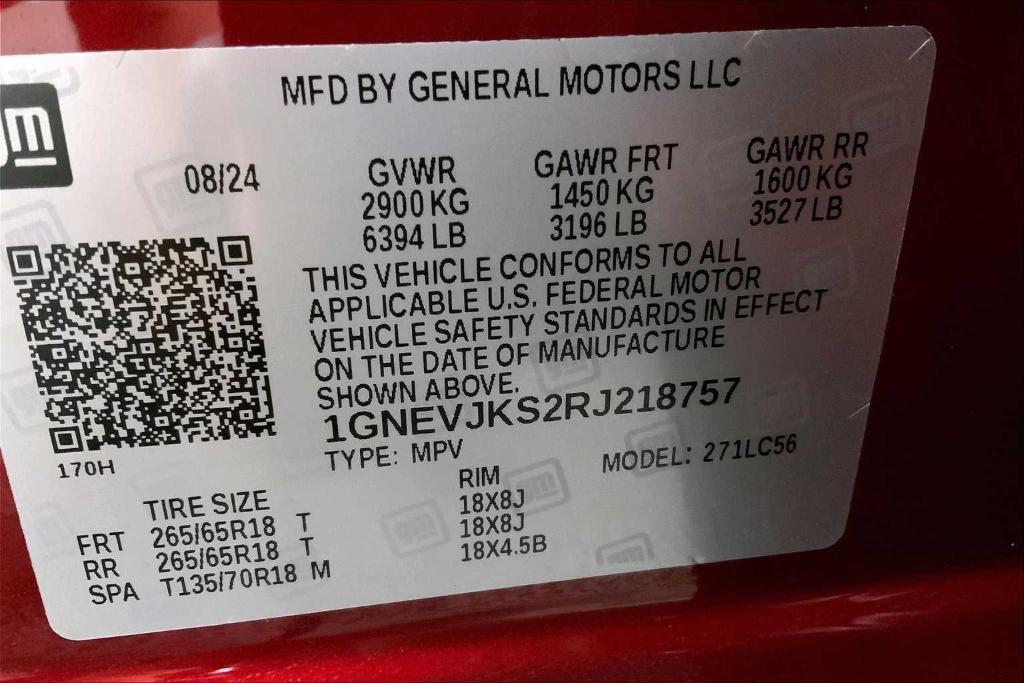 MFD BY GENERAL MOTORS LLC
08/24
GVWR
2900 KG
6394 LB
GAWR FRT
1450 KG
3196 LB
GAWR RR
1600 KG
3527 LB
THIS VEHICLE CONFORMS TO ALL
APPLICABLE U.S. FEDERAL MOTOR
VEHICLE SAFETY STANDARDS IN EFFECT
ON THE DATE OF MANUFACTURE
SHOWN ABOVE.
1GNEVJKS2RJ218757
TYPE: MPV
MODEL: 271LC56
170H
TIRE SIZE
RIM
FRT 265/65R18 T 18X8J
RR 265/65R18 T 18X8J
SPA T135/70R18 M 18X4.5B